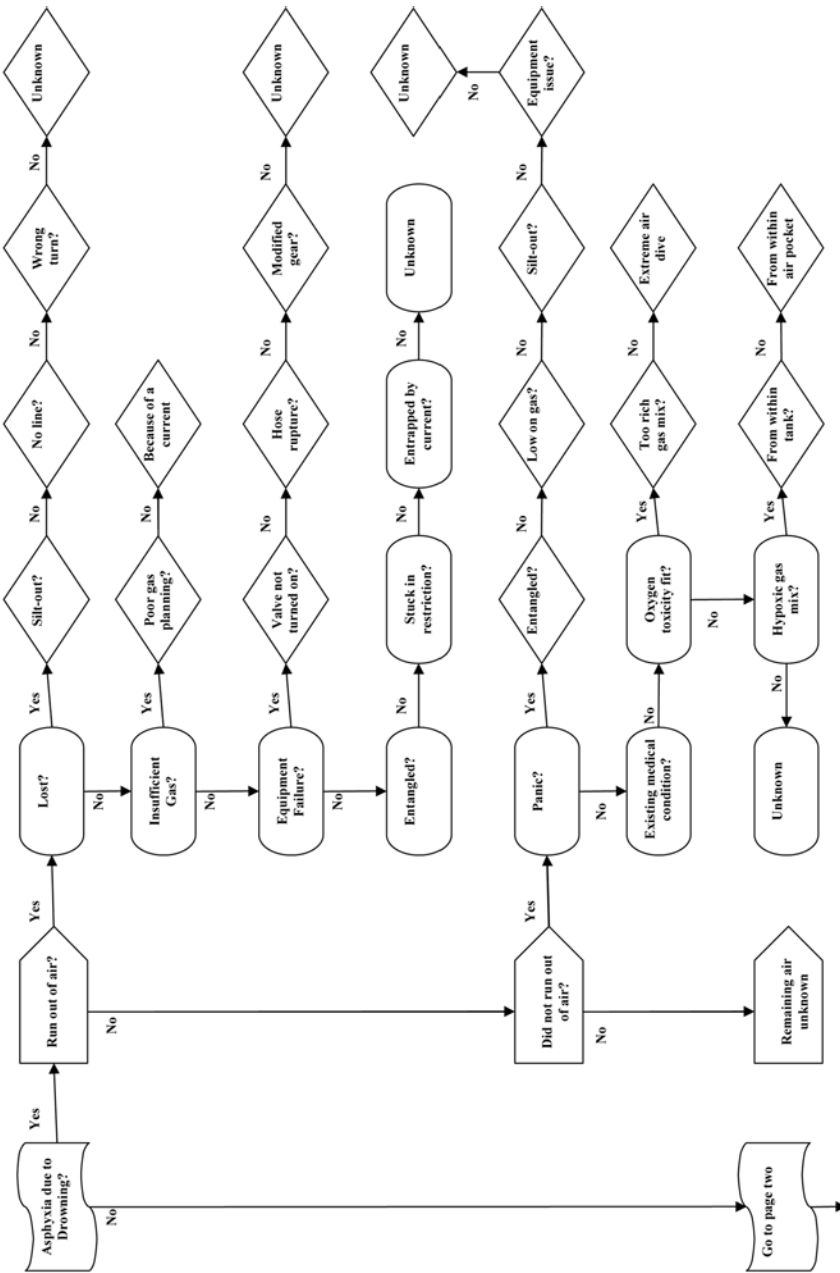 Asphyxia due to
Drowning?
Yes
No
Go to page two
Run out of air?
Yes
No
Did not run out
of air?
Yes
No
Remaining air
unknown
Lost?
Yes
No
Silt-out?
No
No line?
No
Wrong
turn?
No
Unknown
Insufficient
Gas?
Yes
No
Poor gas
planning?
No
Because of a
current
Equipment
Failure?
Yes
No
Valve not
turned on?
No
Hose
rupture?
No
Modified
gear?
No
Unknown
Entangled?
No
Stuck in
restriction?
No
Entrapped by
current?
No
Unknown
Panic?
Yes
No
Entangled?
No
Low on gas?
No
Silt-out?
No
Equipment
issue?
No
Unknown
Existing medical
condition?
No
Oxygen
toxicity fit?
Yes
No
Too rich
gas mix?
No
Extreme air
dive
Hypoxic gas
mix?
Yes
No
From within
tank?
No
From within
air pocket
Unknown